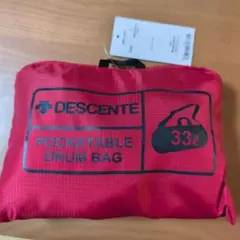 DESCENTE
POCKETABLE
DRUM BAG
33ℓ